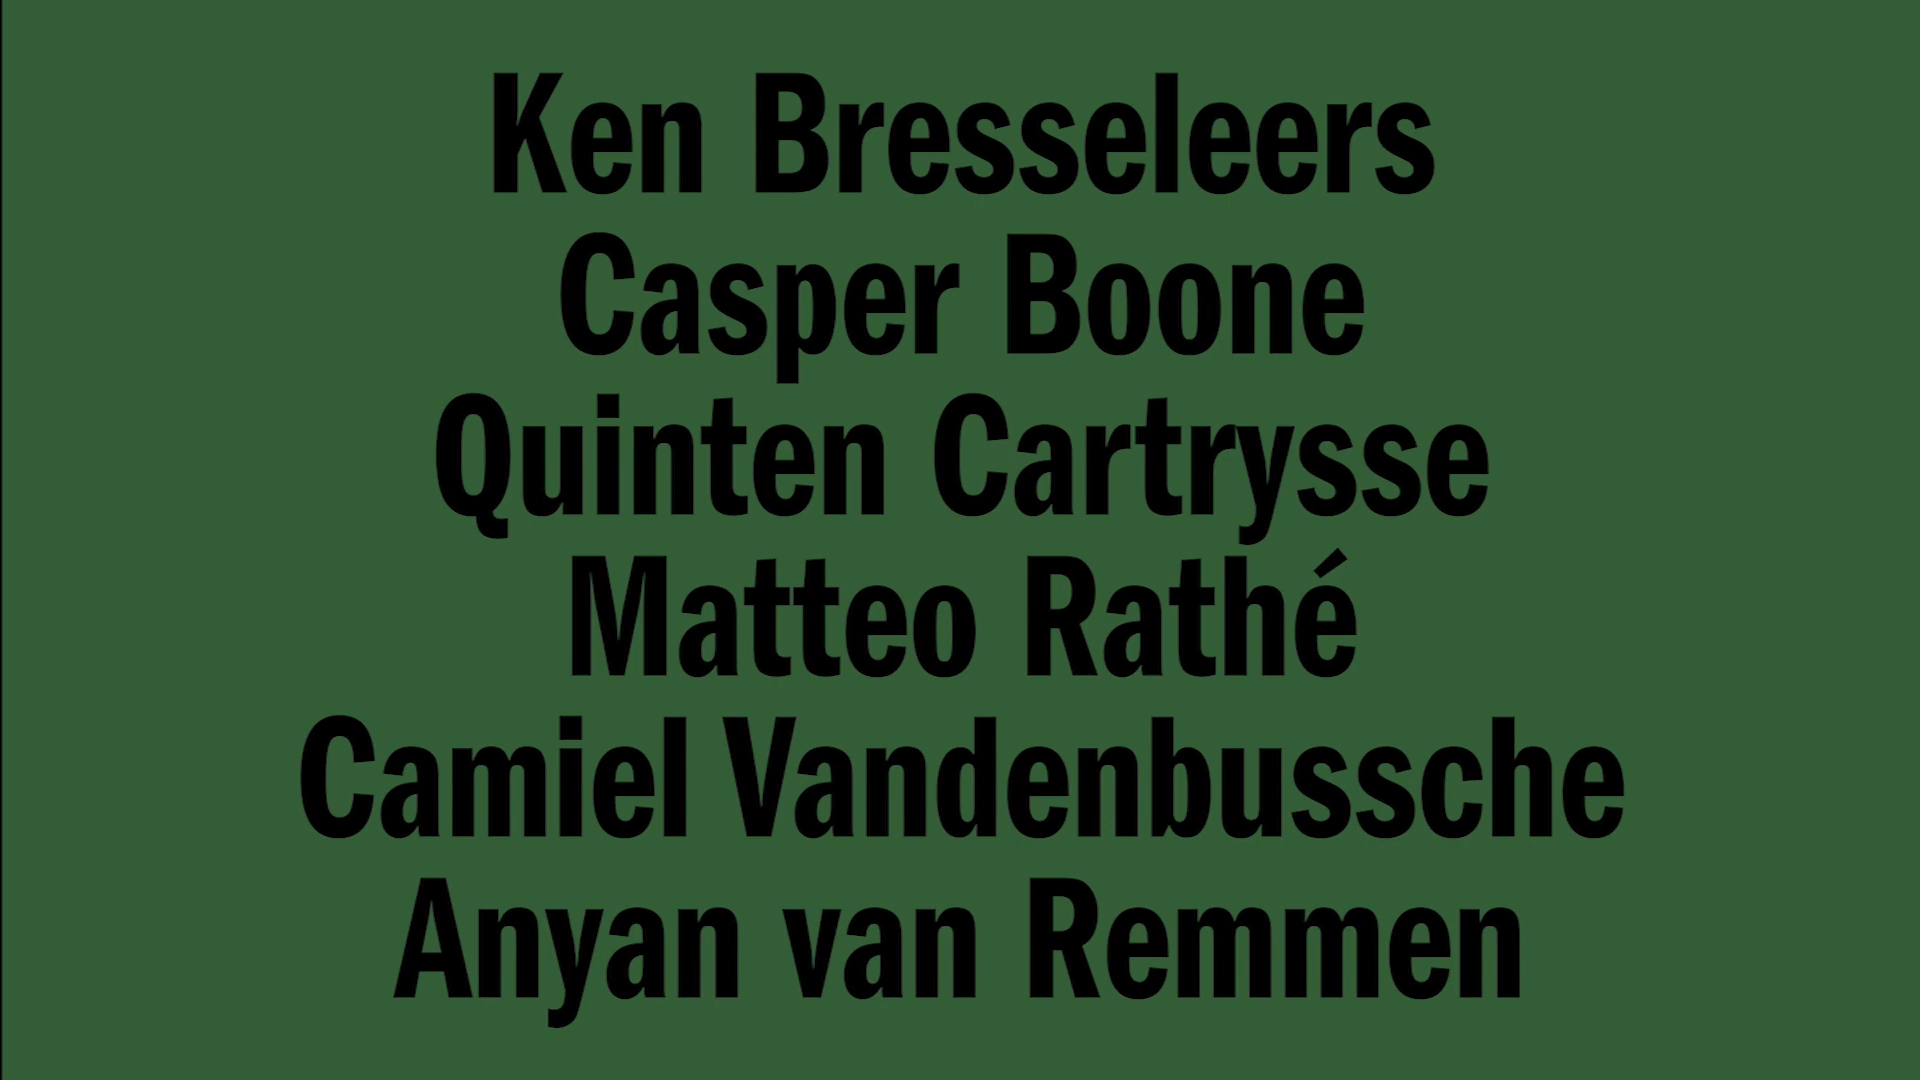 Ken Bresseleers
Casper Boone
Quinten Cartrysse
Matteo Rathé
Camiel Vandenbussche
Anyan van Remmen